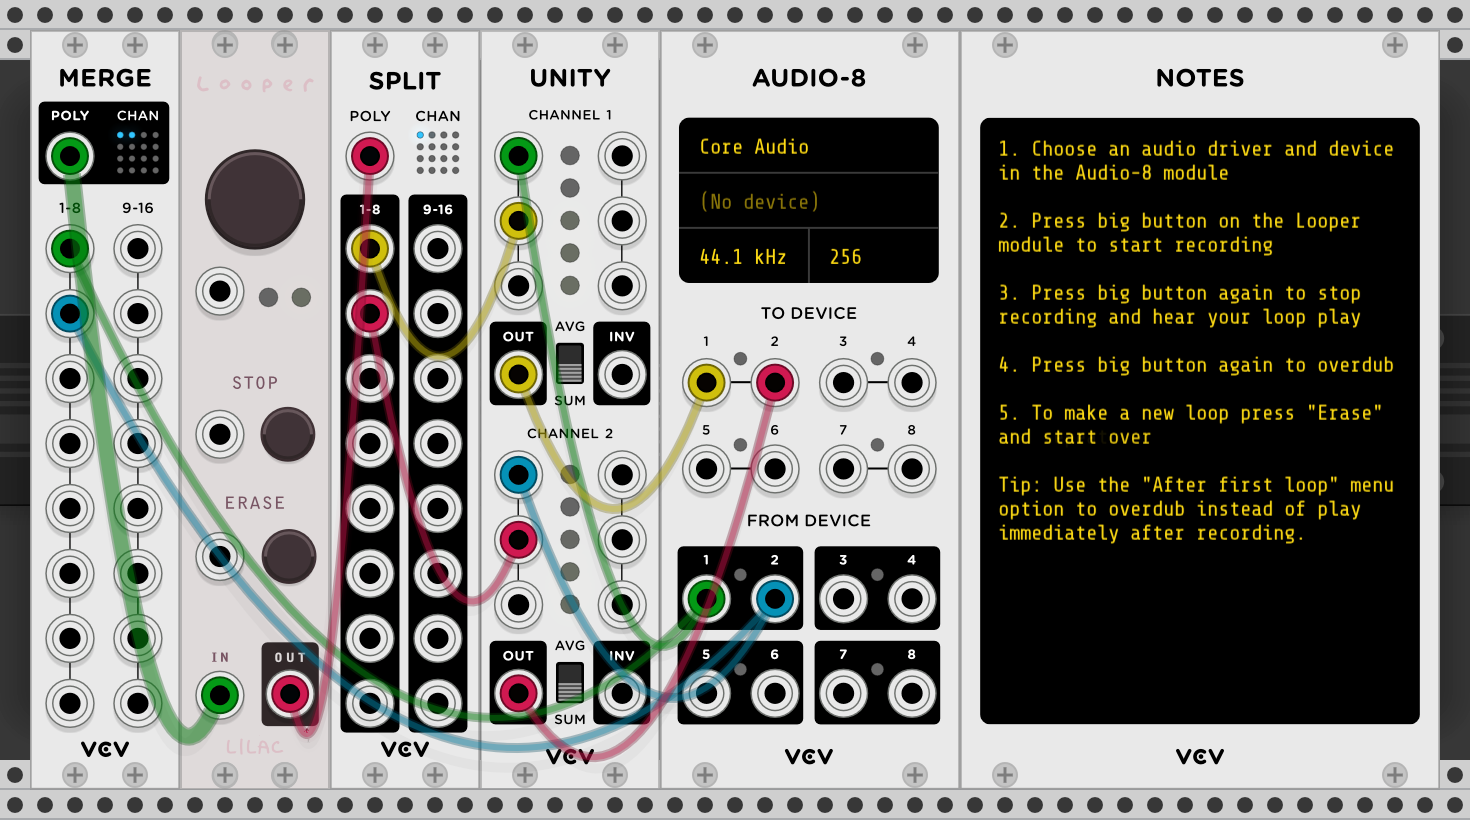 MERGE
POLY CHAN
1-8 9-16
VCV
Looper
STOP
ERASE
IN OUT
LILAC
SPLIT
POLY CHAN
1-8 9-16
VCV
UNITY
CHANNEL 1
AVG
OUT INV
SUM
CHANNEL 2
AVG
OUT INV
SUM
VCV
AUDIO-8
Core Audio
(No device)
44.1 kHz 256
TO DEVICE
1 2 3 4
5 6 7 8
FROM DEVICE
1 2 3 4
5 6 7 8
VCV
NOTES
1. Choose an audio driver and device
in the Audio-8 module
2. Press big button on the Looper
module to start recording
3. Press big button again to stop
recording and hear your loop play
4. Press big button again to overdub
5. To make a new loop press "Erase"
and start over
Tip: Use the "After first loop" menu
option to overdub instead of play
immediately after recording.
VCV